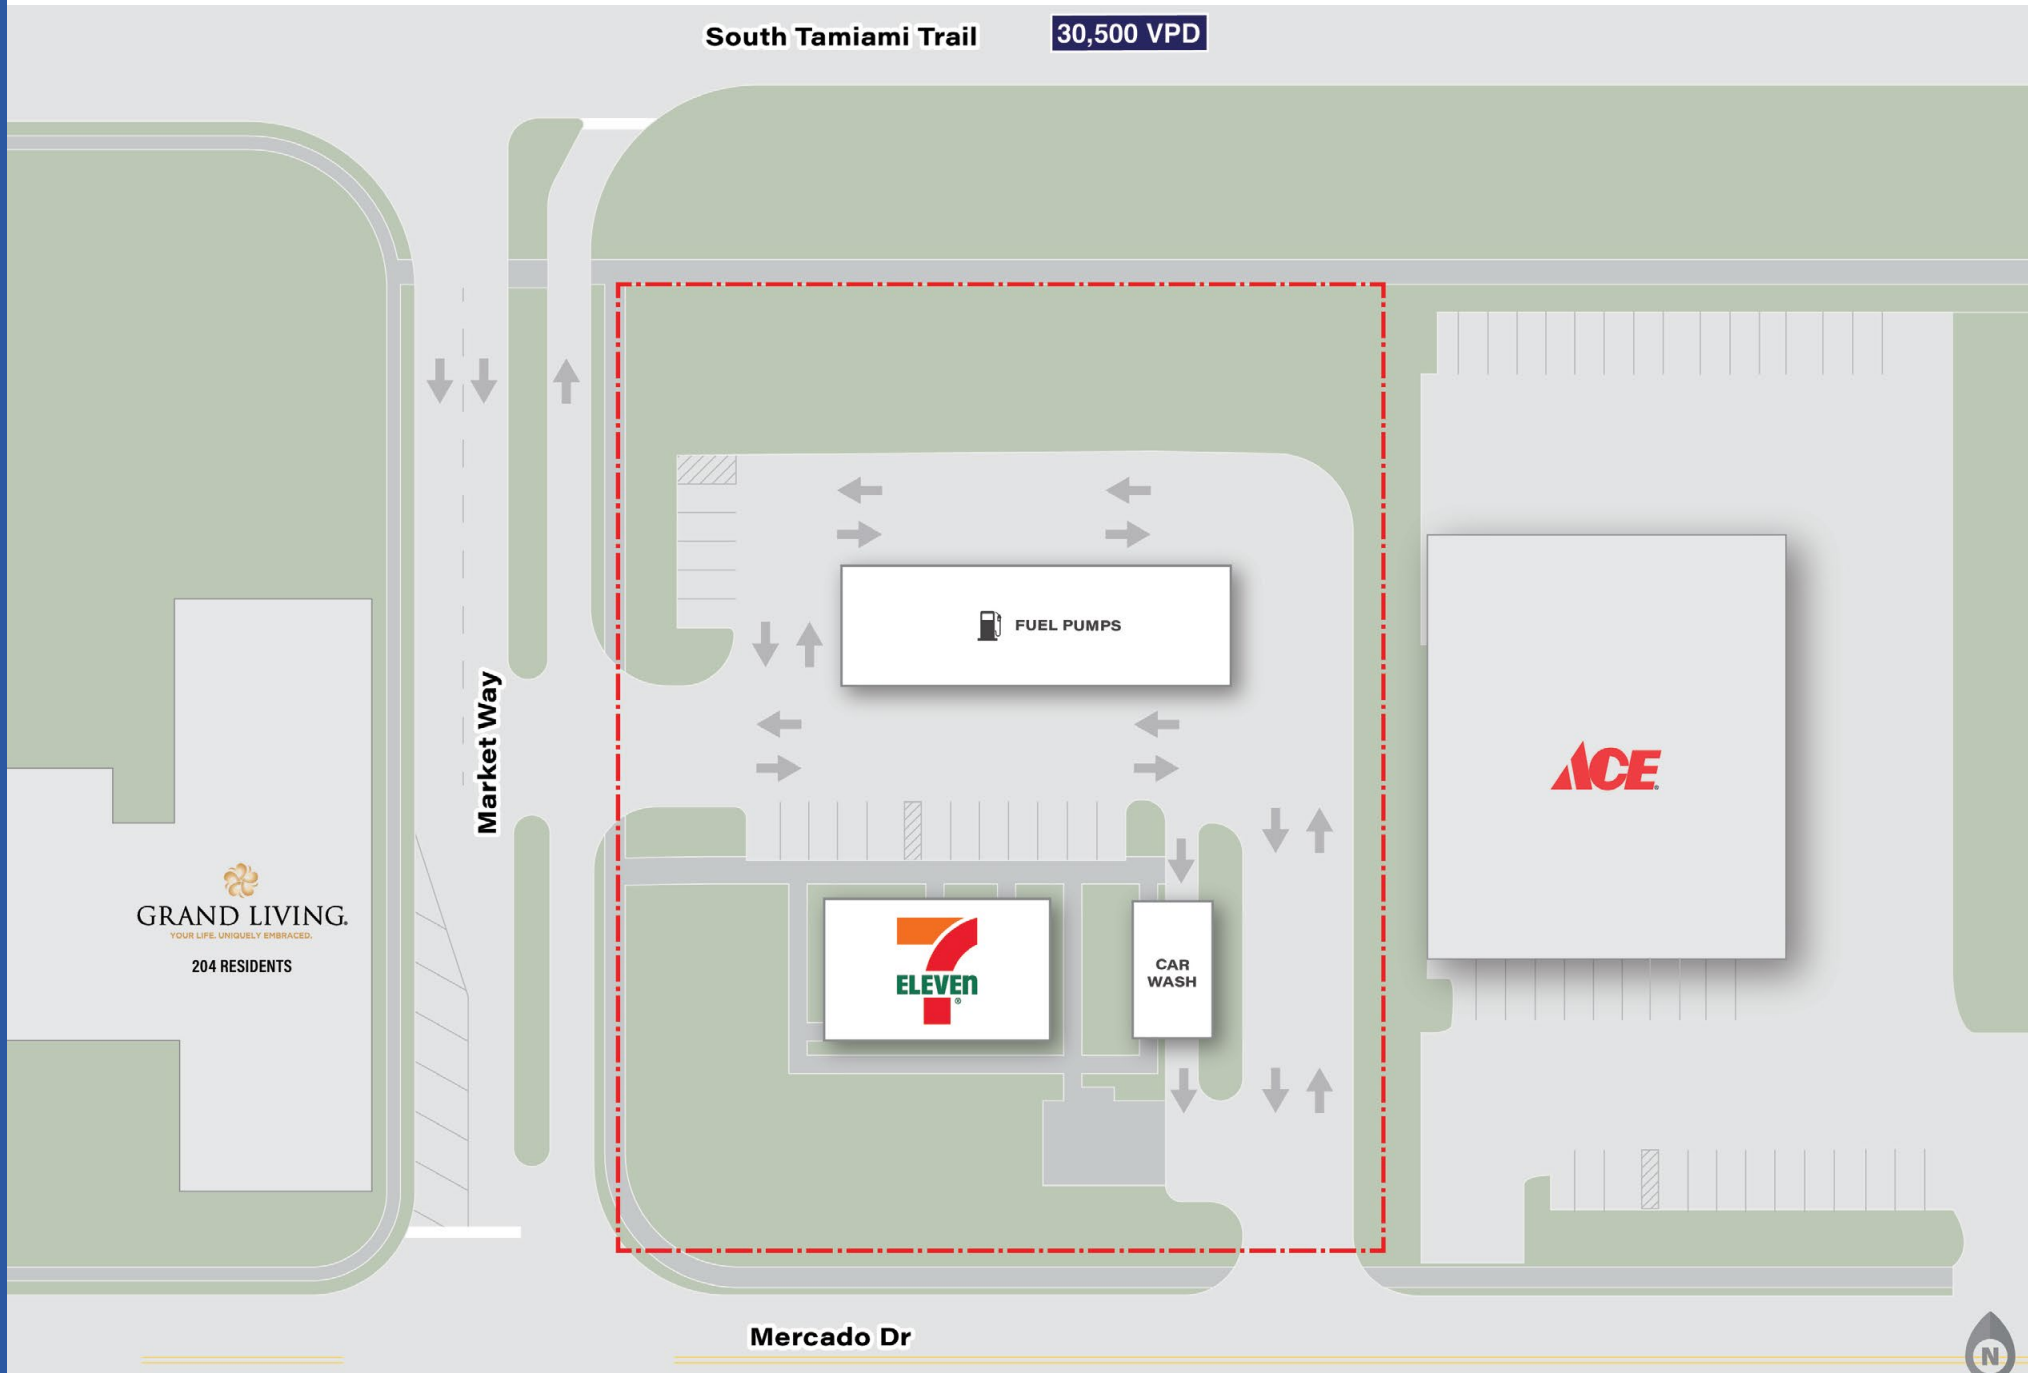 South Tamiami Trail
30,500 VPD
FUEL PUMPS
Market Way
ACE®
GRAND LIVING®
YOUR LIFE. UNIQUELY EMBRACED.
204 RESIDENTS
7
ELEVEn
®
CAR
WASH
Mercado Dr
N